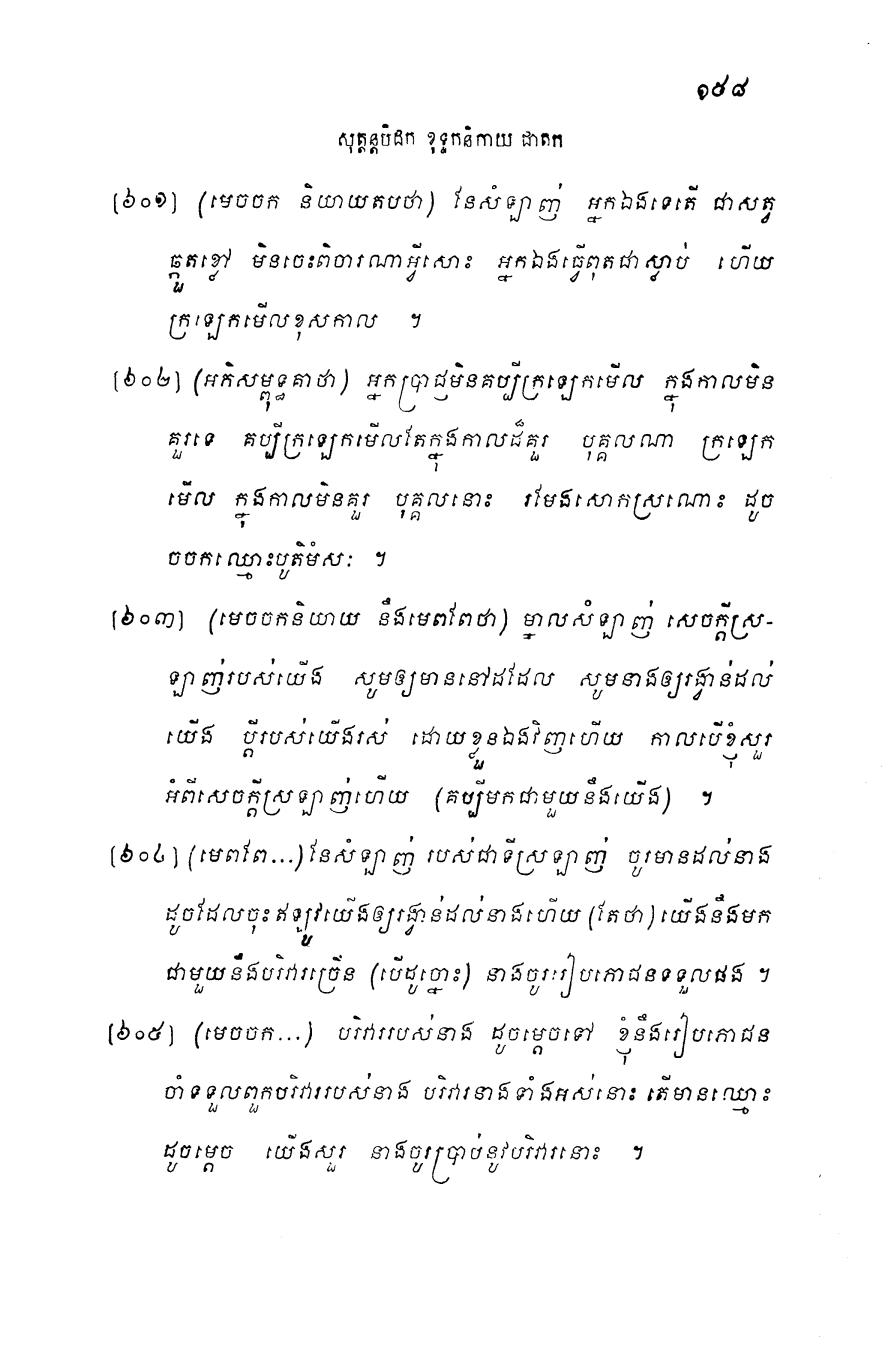 ១៩៨
សុត្តន្តបិដក ខុទ្ទកនិកាយ ជាតក
[៦០១] (មេចចក និយាយតបថា) នែសំឡាញ់ អ្នកឯងទេតើ ជាសត្វ
ឆ្កួតខ្លៅ មិនចេះពិចារណាអ្វីសោះ អ្នកឯងធ្វើពុតជាស្លាប់ ហើយ
ក្រឡេកមើលខុសកាល ។
[៦០២] (អភិសម្ពុទ្ធគាថា) អ្នកប្រាជ្ញមិនគប្បីក្រឡេកមើល ក្នុងកាលមិន
គួរទេ គប្បីក្រឡេកមើលតែក្នុងកាលដ៏គួរ បុគ្គលណា ក្រឡេក
មើល ក្នុងកាលមិនគួរ បុគ្គលនោះ រមែងសោកស្រណោះ ដូច
ចចកឈ្មោះបូតិមំសៈ ។
[៦០៣] (មេចចកនិយាយ នឹងមេពពែថា) ម្នាលសំឡាញ់ សេចក្តីស្រ-
ឡាញ់របស់យើង សូមឲ្យមាននៅដដែល សូមនាងឲ្យរង្វាន់ដល់
យើង ប្តីរបស់យើងរស់ ដោយខ្លួនឯងវិញហើយ កាលបើខ្ញុំសួរ
អំពីសេចក្តីស្រឡាញ់ហើយ (គប្បីមកជាមួយនឹងយើង) ។
[៦០៤] (មេពពែ...) នែសំឡាញ់ របស់ជាទីស្រឡាញ់ ចូរមានដល់នាង
ដូចដែលចុះ ឥឡូវយើងឲ្យរង្វាន់ដល់នាងហើយ (តែថា) យើងនឹងមក
ជាមួយនឹងបរិវារច្រើន (បើដូច្នោះ) នាងចូររៀបភោជនទទួលផង ។
[៦០៥] (មេចចក...) បរិវាររបស់នាង ដូចម្តេចទៅ ខ្ញុំនឹងរៀបភោជន
ចាំទទួលពួកបរិវាររបស់នាង បរិវារនាងទាំងអស់នោះ តើមានឈ្មោះ
ដូចម្តេច យើងសួរ នាងចូរប្រាប់នូវបរិវារនោះ ។